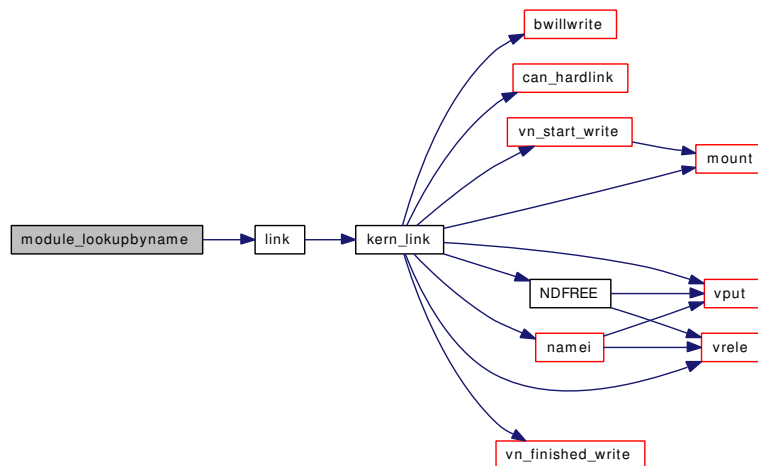 bwillwrite
can_hardlink
vn_start_write
mount
module_lookupbyname
link
kern_link
NDFREE
vput
namei
vrele
vn_finished_write